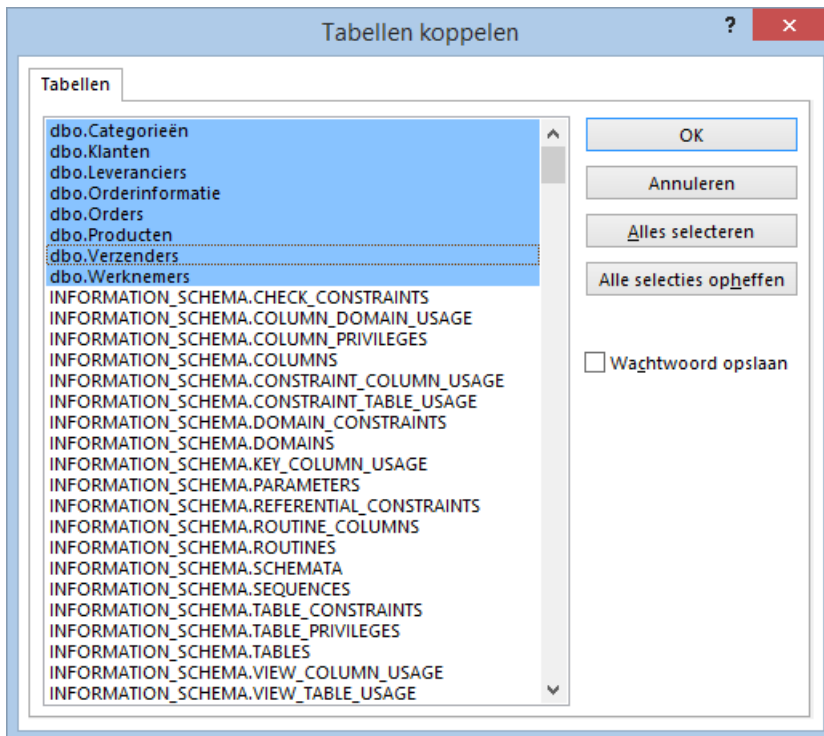 Tabellen koppelen
?
×
Tabellen
dbo.Categorieën
dbo.Klanten
dbo.Leveranciers
dbo.Orderinformatie
dbo.Orders
dbo.Producten
dbo.Verzenders
dbo.Werknemers
INFORMATION_SCHEMA.CHECK_CONSTRAINTS
INFORMATION_SCHEMA.COLUMN_DOMAIN_USAGE
INFORMATION_SCHEMA.COLUMN_PRIVILEGES
INFORMATION_SCHEMA.COLUMNS
INFORMATION_SCHEMA.CONSTRAINT_COLUMN_USAGE
INFORMATION_SCHEMA.CONSTRAINT_TABLE_USAGE
INFORMATION_SCHEMA.DOMAIN_CONSTRAINTS
INFORMATION_SCHEMA.DOMAINS
INFORMATION_SCHEMA.KEY_COLUMN_USAGE
INFORMATION_SCHEMA.PARAMETERS
INFORMATION_SCHEMA.REFERENTIAL_CONSTRAINTS
INFORMATION_SCHEMA.ROUTINE_COLUMNS
INFORMATION_SCHEMA.ROUTINES
INFORMATION_SCHEMA.SCHEMATA
INFORMATION_SCHEMA.SEQUENCES
INFORMATION_SCHEMA.TABLE_CONSTRAINTS
INFORMATION_SCHEMA.TABLE_PRIVILEGES
INFORMATION_SCHEMA.TABLES
INFORMATION_SCHEMA.VIEW_COLUMN_USAGE
INFORMATION_SCHEMA.VIEW_TABLE_USAGE
OK
Annuleren
Alles selecteren
Alle selecties opheffen
Wachtwoord opslaan